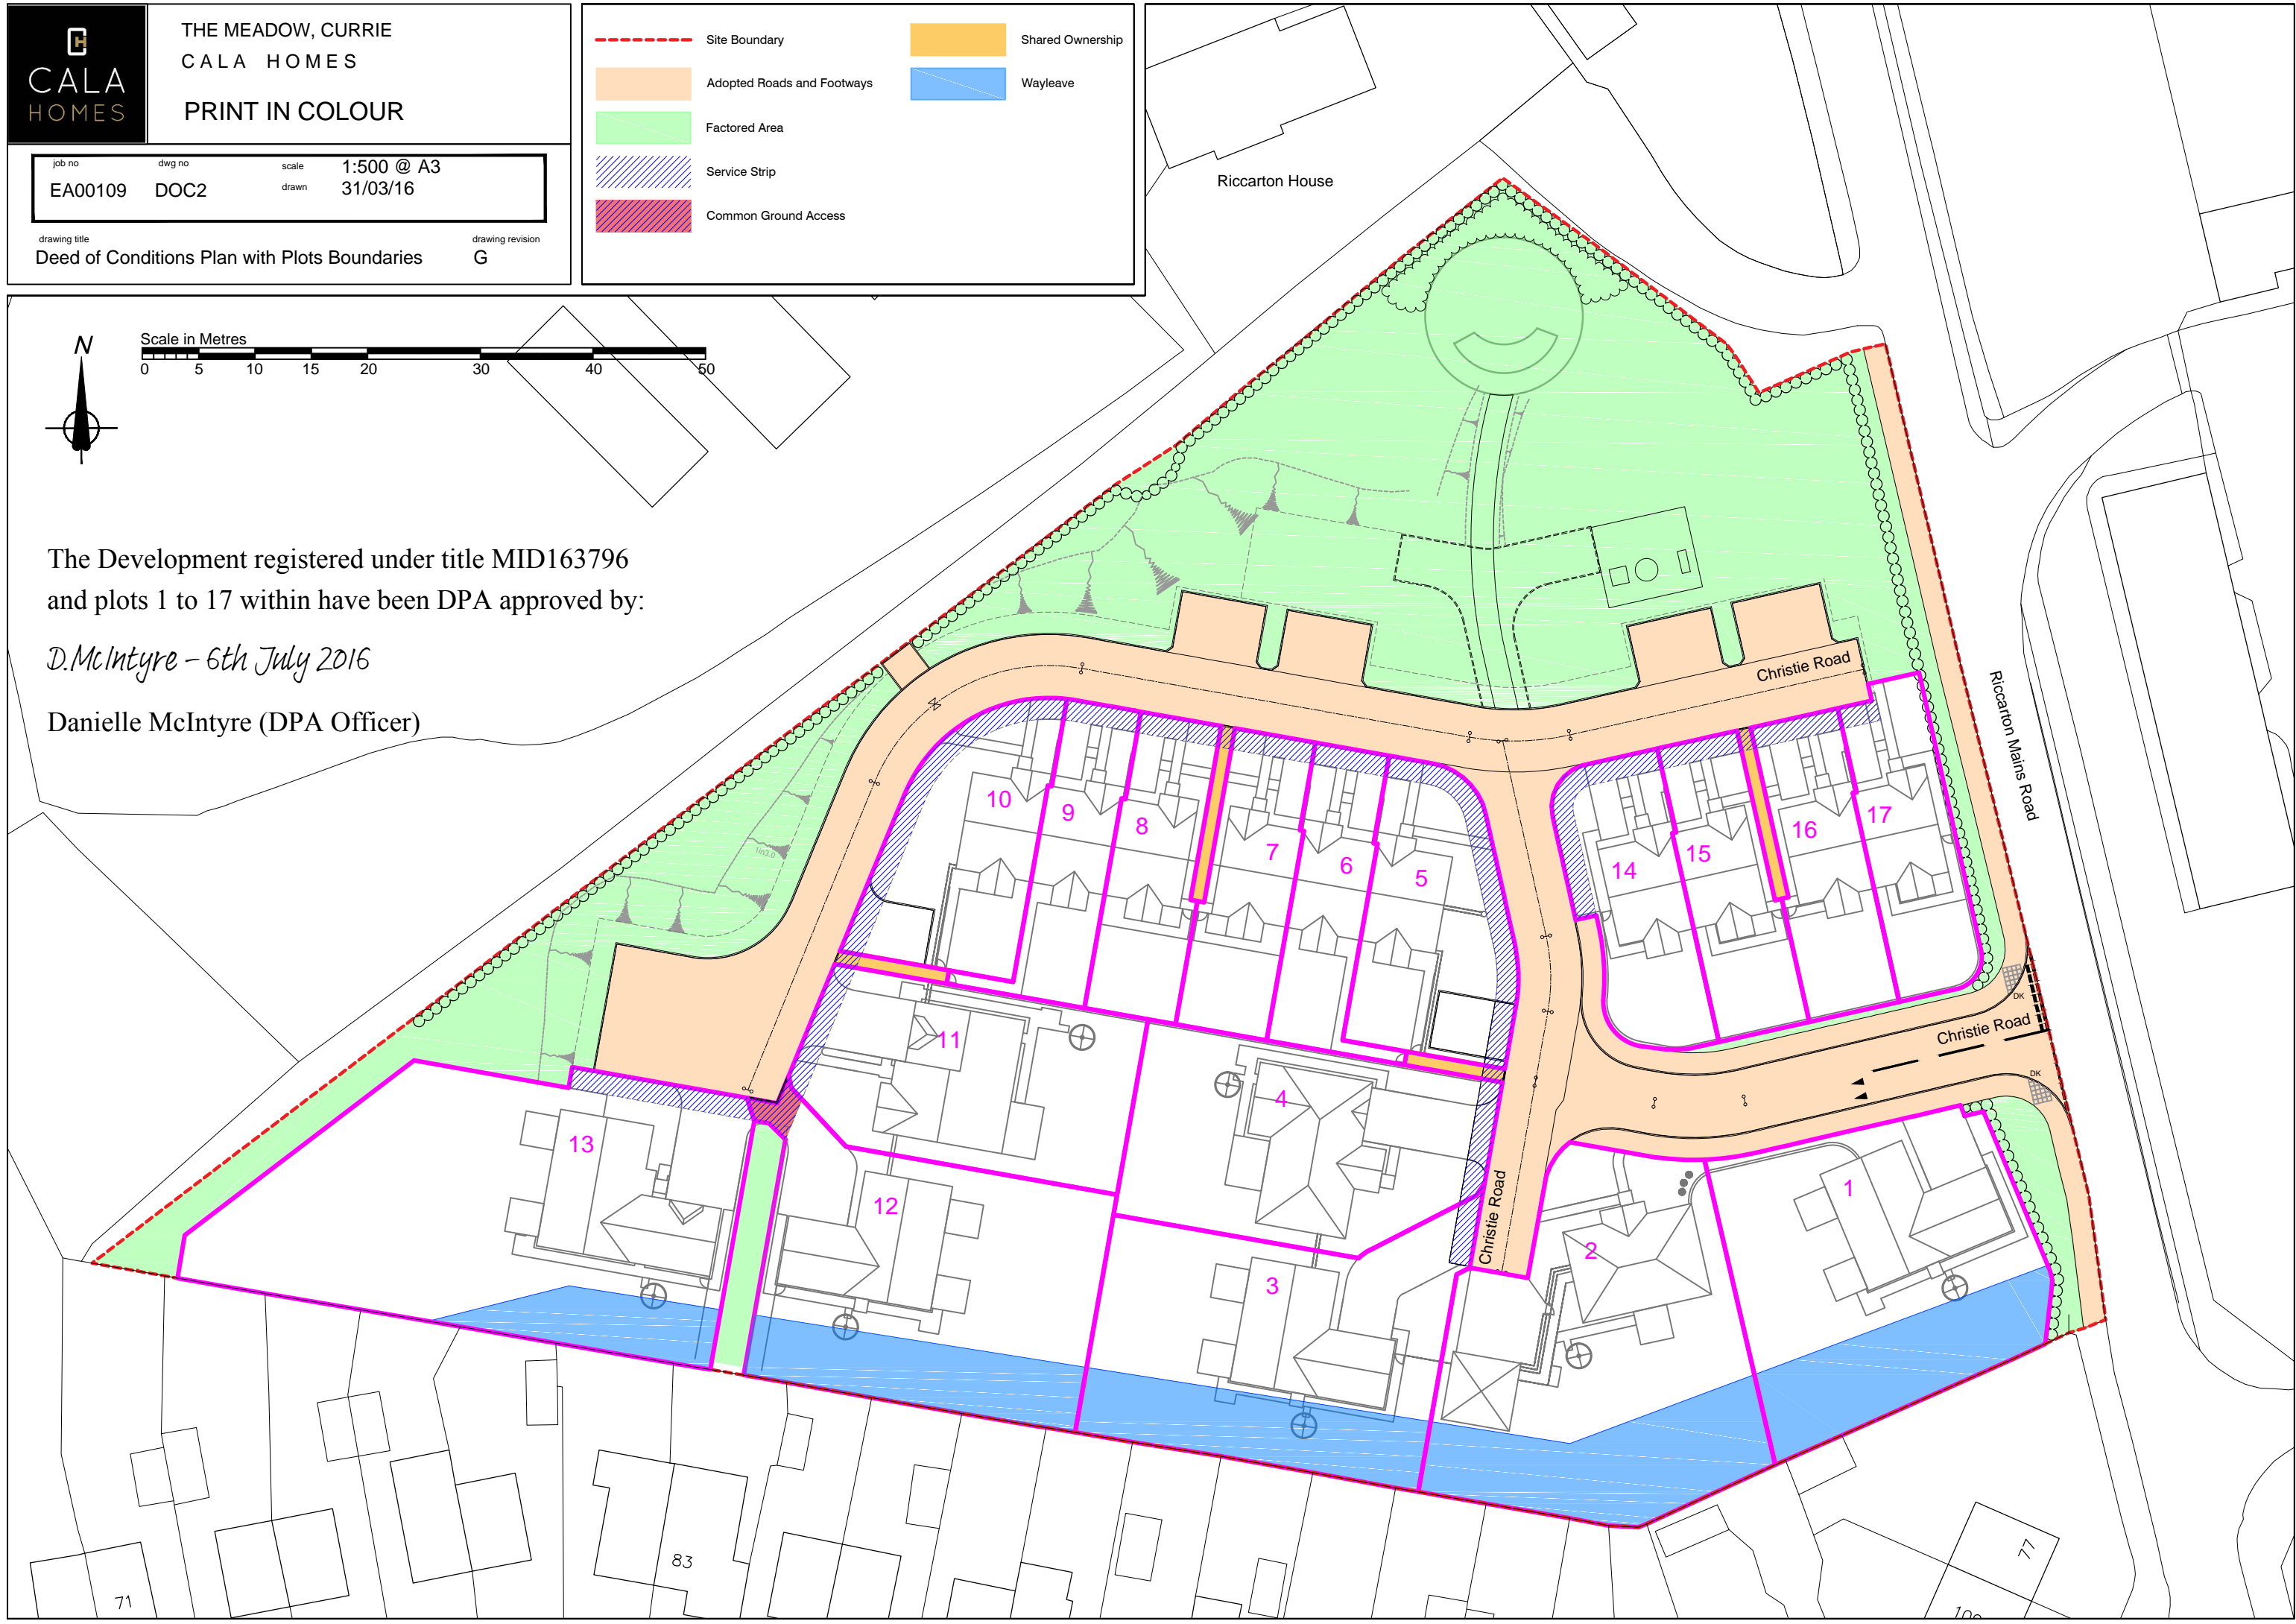 CALA
HOMES
THE MEADOW, CURRIE
CALA HOMES
PRINT IN COLOUR
job no
dwg no
scale
1:500 @ A3
EA00109
DOC2
drawn
31/03/16
drawing title
drawing revision
Deed of Conditions Plan with Plots Boundaries
G
Site Boundary
Adopted Roads and Footways
Factored Area
Service Strip
Common Ground Access
Shared Ownership
Wayleave
N
Scale in Metres
0 5 10 15 20 30 40 50
The Development registered under title MID163796
and plots 1 to 17 within have been DPA approved by:
D.McIntyre - 6th July 2016
Danielle McIntyre (DPA Officer)
Riccarton House
Christie Road
Riccarton Mains Road
10
9
8
7
6
5
14
15
16
17
1in3.0
DK
Christie Road
DK
11
4
13
12
3
Christie Road
2
1
71
83
77